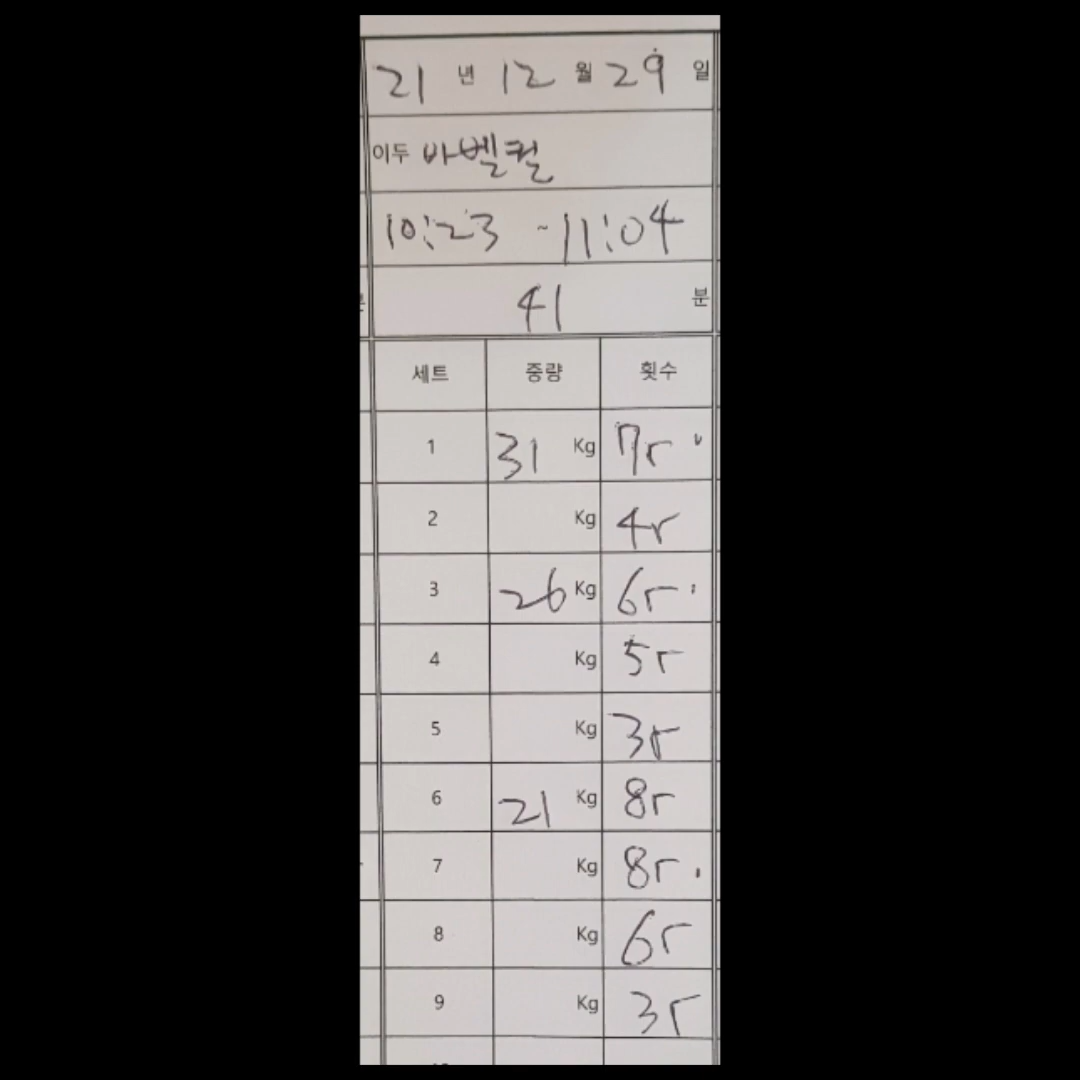 21 년 12 월 29 일
이두 바벨컬
10:23 ~ 11:04
41 분
세트 중량 횟수
1 31 Kg 7r
2 Kg 4r
3 26 Kg 6r
4 Kg 5r
5 Kg 3r
6 21 Kg 8r
7 Kg 8r
8 Kg 6r
9 Kg 3r